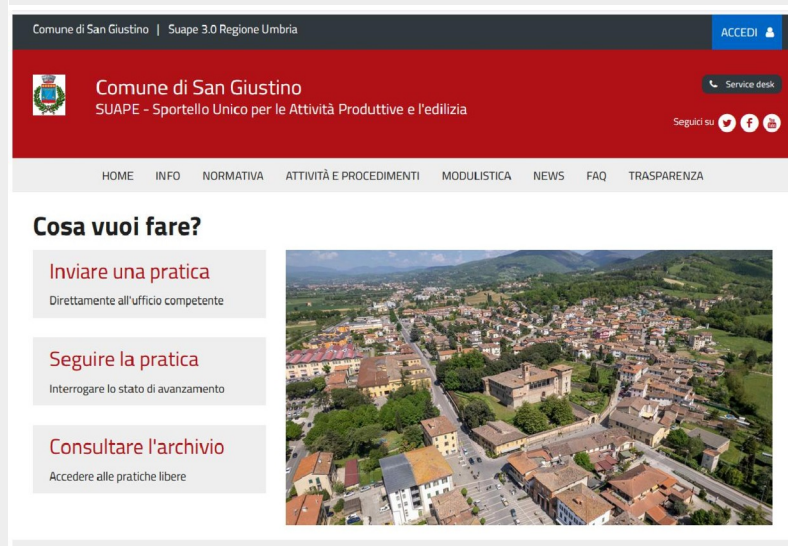 Comune di San Giustino | Suape 3.0 Regione Umbria
ACCEDI
Comune di San Giustino
SUAPE - Sportello Unico per le Attività Produttive e l'edilizia
Service desk
Seguici su
HOME INFO NORMATIVA ATTIVITÀ E PROCEDIMENTI MODULISTICA NEWS FAQ TRASPARENZA
Cosa vuoi fare?
Inviare una pratica
Direttamente all'ufficio competente
Seguire la pratica
Interrogare lo stato di avanzamento
Consultare l'archivio
Accedere alle pratiche libere